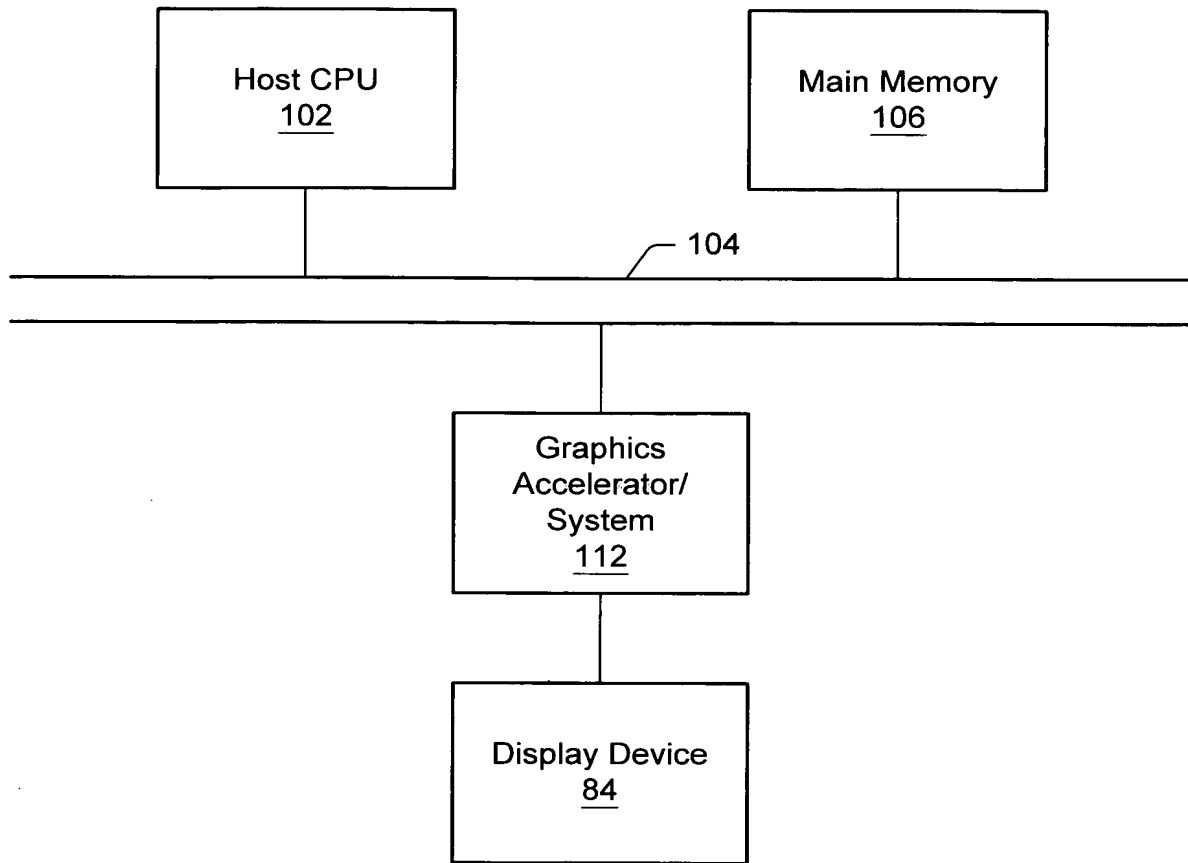 Host CPU
102
Main Memory
106
104
Graphics
Accelerator/
System
112
Display Device
84